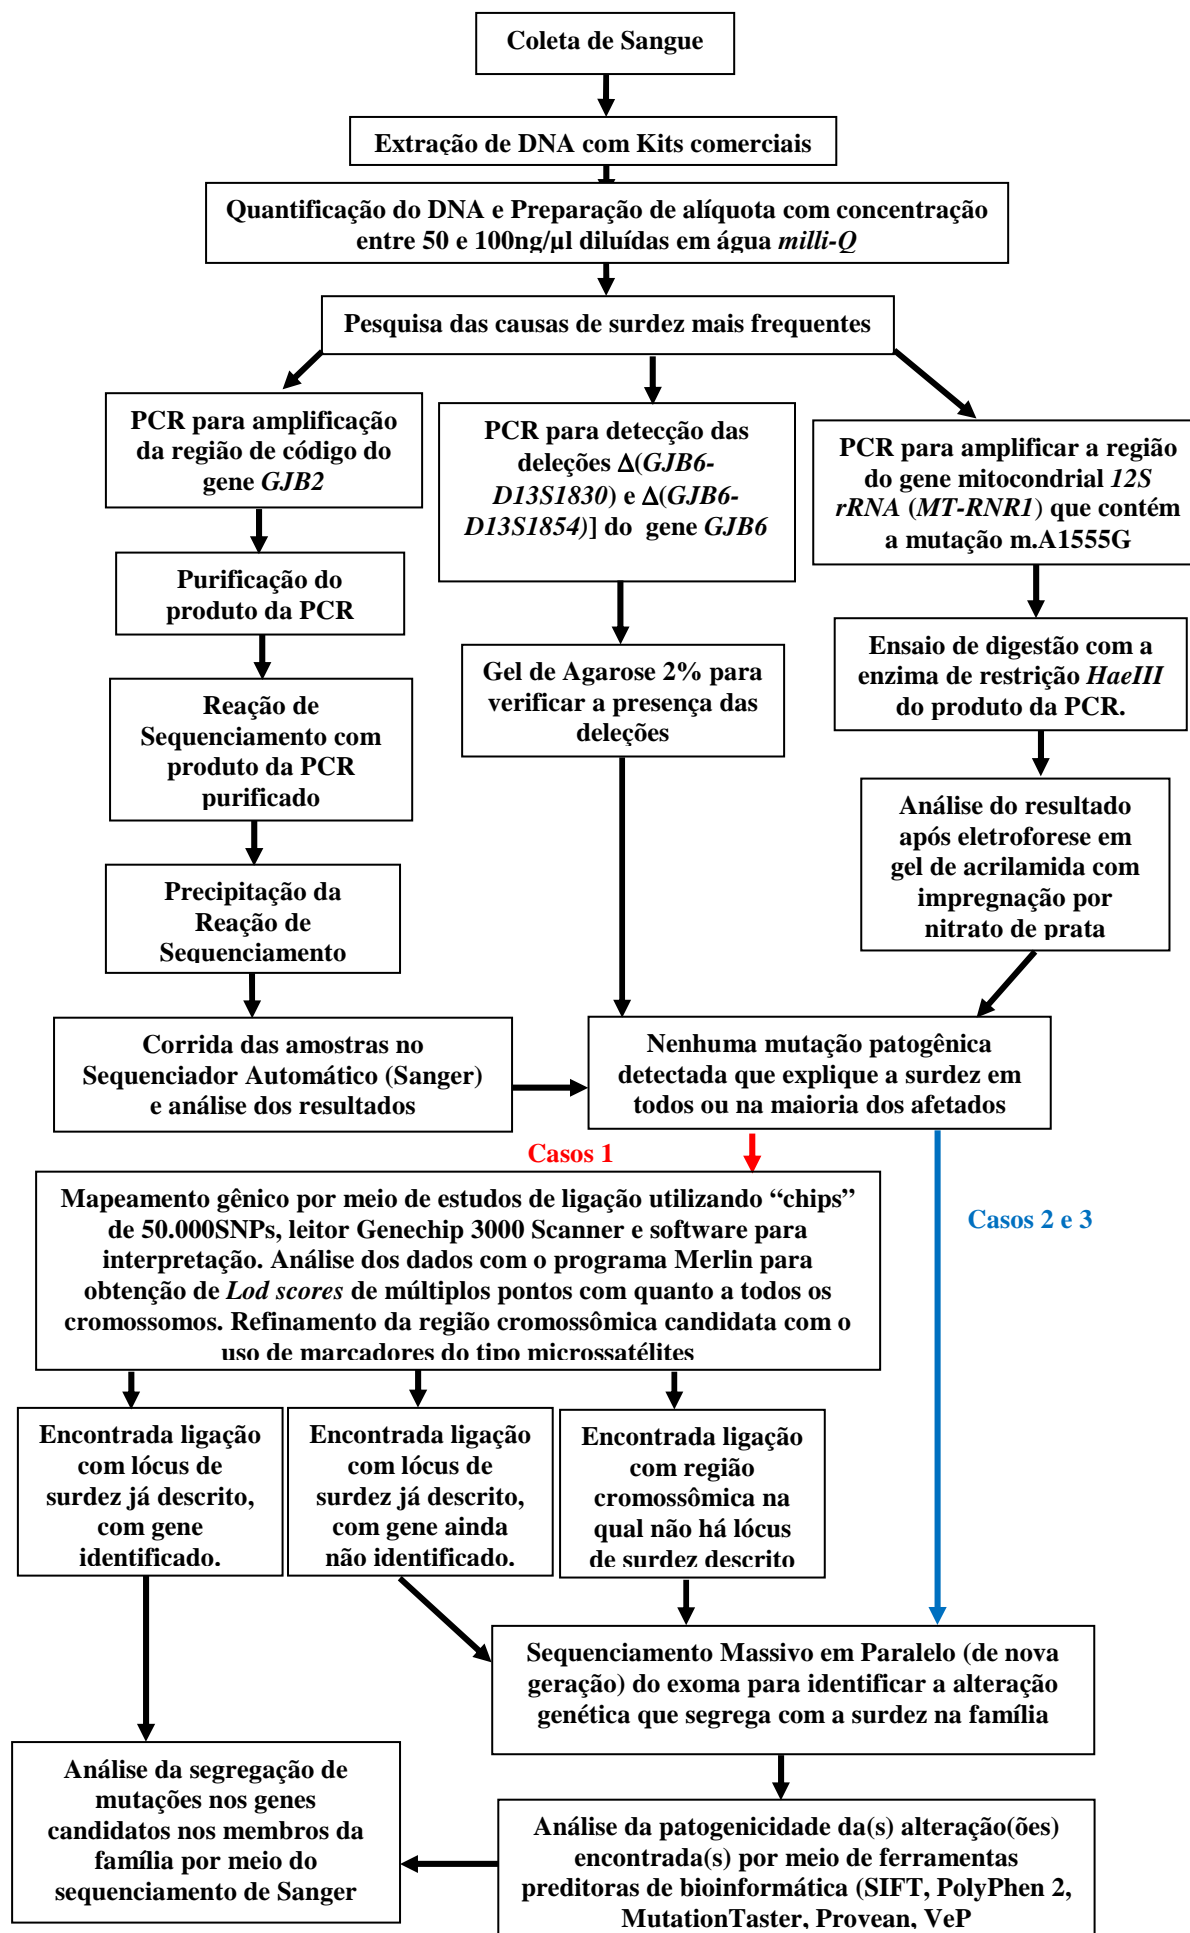 Coleta de Sangue
Extração de DNA com Kits comerciais
Quantificação do DNA e Preparação de alíquota com concentração
entre 50 e 100ng/µl diluídas em água milli-Q
Pesquisa das causas de surdez mais frequentes
PCR para amplificação
da região de código do
gene GJB2
PCR para detecção das
deleções Δ(GJB6-
D13S1830) e Δ(GJB6-
D13S1854)] do gene GJB6
PCR para amplificar a região
do gene mitocondrial 12S
rRNA (MT-RNR1) que contém
a mutação m.A1555G
Purificação do
produto da PCR
Gel de Agarose 2% para
verificar a presença das
deleções
Ensaio de digestão com a
enzima de restrição HaeIII
do produto da PCR.
Reação de
Sequenciamento com
produto da PCR
purificado
Análise do resultado
após eletroforese em
gel de acrilamida com
impregnação por
nitrato de prata
Precipitação da
Reação de
Sequenciamento
Corrida das amostras no
Sequenciador Automático (Sanger)
e análise dos resultados
Nenhuma mutação patogênica
detectada que explique a surdez em
todos ou na maioria dos afetados
Casos 1
Casos 2 e 3
Mapeamento gênico por meio de estudos de ligação utilizando “chips”
de 50.000SNPs, leitor Genechip 3000 Scanner e software para
interpretação. Análise dos dados com o programa Merlin para
obtenção de Lod scores de múltiplos pontos com quanto a todos os
cromossomos. Refinamento da região cromossômica candidata com o
uso de marcadores do tipo microssatélites
Encontrada ligação
com lócus de
surdez já descrito,
com gene
identificado.
Encontrada ligação
com lócus de
surdez já descrito,
com gene ainda
não identificado.
Encontrada ligação
com região
cromossômica na
qual não há lócus
de surdez descrito
Sequenciamento Massivo em Paralelo (de nova
geração) do exoma para identificar a alteração
genética que segrega com a surdez na família
Análise da segregação de
mutações nos genes
candidatos nos membros da
família por meio do
sequenciamento de Sanger
Análise da patogenicidade da(s) alteração(ões)
encontrada(s) por meio de ferramentas
preditoras de bioinformática (SIFT, PolyPhen 2,
MutationTaster, Provean, VeP